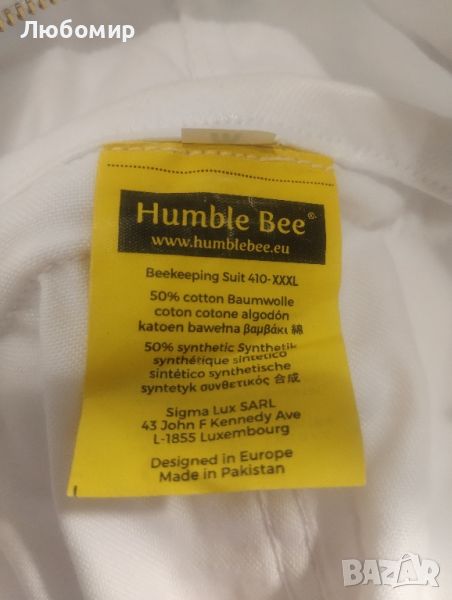 Любомир
Humble Bee®
www.humblebee.eu
Beekeeping Suit 410-XXXL
50% cotton Baumwolle
coton cotone algodón
katoen bawełna βαμβάκι 綿
50% synthetic Synthetik
synthétique sintetico
sintético synthetische
syntetyk συνθετικός 合成
Sigma Lux SARL
43 John F Kennedy Ave
L-1855 Luxembourg
Designed in Europe
Made in Pakistan
BAZAR